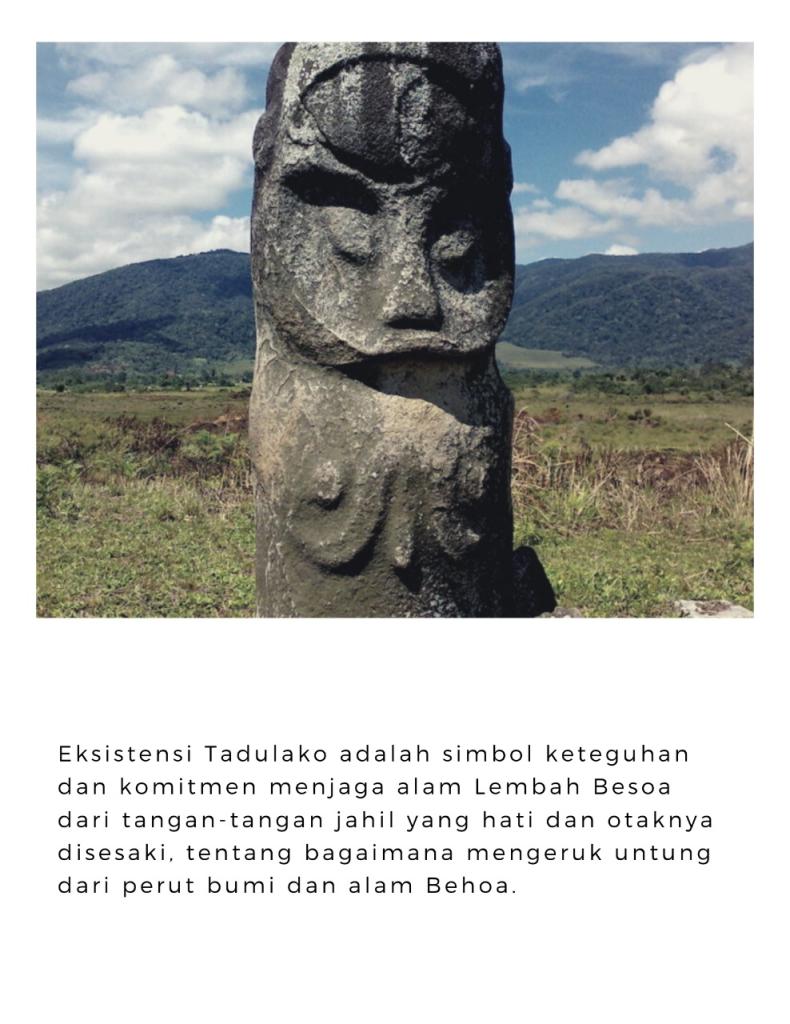 Eksistensi Tadulako adalah simbol keteguhan
dan komitmen menjaga alam Lembah Besoa
dari tangan-tangan jahil yang hati dan otaknya
disesaki, tentang bagaimana mengeruk untung
dari perut bumi dan alam Behoa.